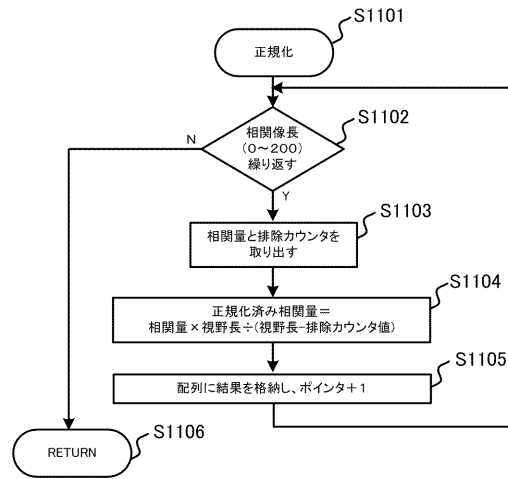 S1101
正規化
S1102
相関像長
(0～200)
繰り返す
N
Y
S1103
相関量と排除カウンタを
取り出す
S1104
正規化済み相関量＝
相関量×視野長÷(視野長-排除カウンタ値)
S1105
配列に結果を格納し、ポインタ＋1
S1106
RETURN